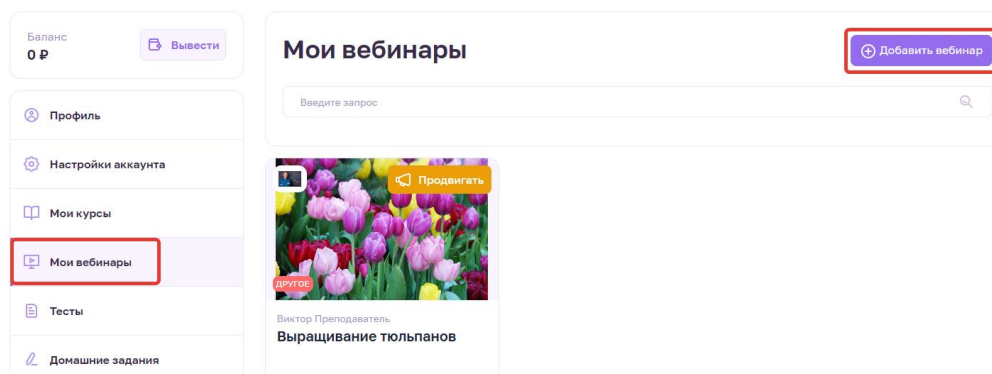 Баланс
0 ₽
Вывести
Профиль
Настройки аккаунта
Мои курсы
Мои вебинары
Тесты
Домашние задания
Мои вебинары
Добавить вебинар
Введите запрос
Продвигать
ДРУГОЕ
Виктор Преподаватель
Выращивание тюльпанов